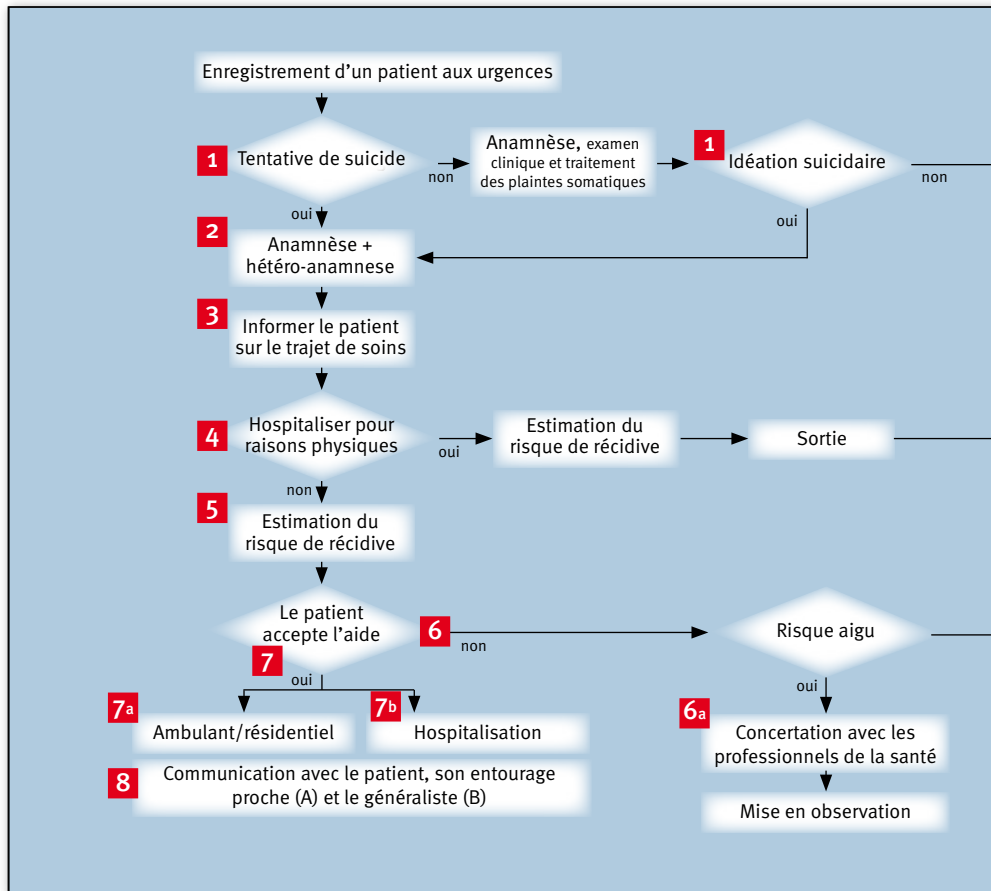 Enregistrement d’un patient aux urgences
1
Tentative de suicide
non
Anamnèse, examen
clinique et traitement
des plaintes somatiques
1
Idéation suicidaire
non
oui
oui
2
Anamnèse +
hétéro-anamnese
3
Informer le patient
sur le trajet de soins
4
Hospitaliser pour
raisons physiques
oui
Estimation du
risque de récidive
Sortie
non
5
Estimation du
risque de récidive
Le patient
accepte l’aide
6
non
Risque aigu
7
oui
oui
7a
Ambulant/résidentiel
7b
Hospitalisation
6a
Concertation avec les
professionnels de la santé
8
Communication avec le patient, son entourage
proche (A) et le généraliste (B)
Mise en observation